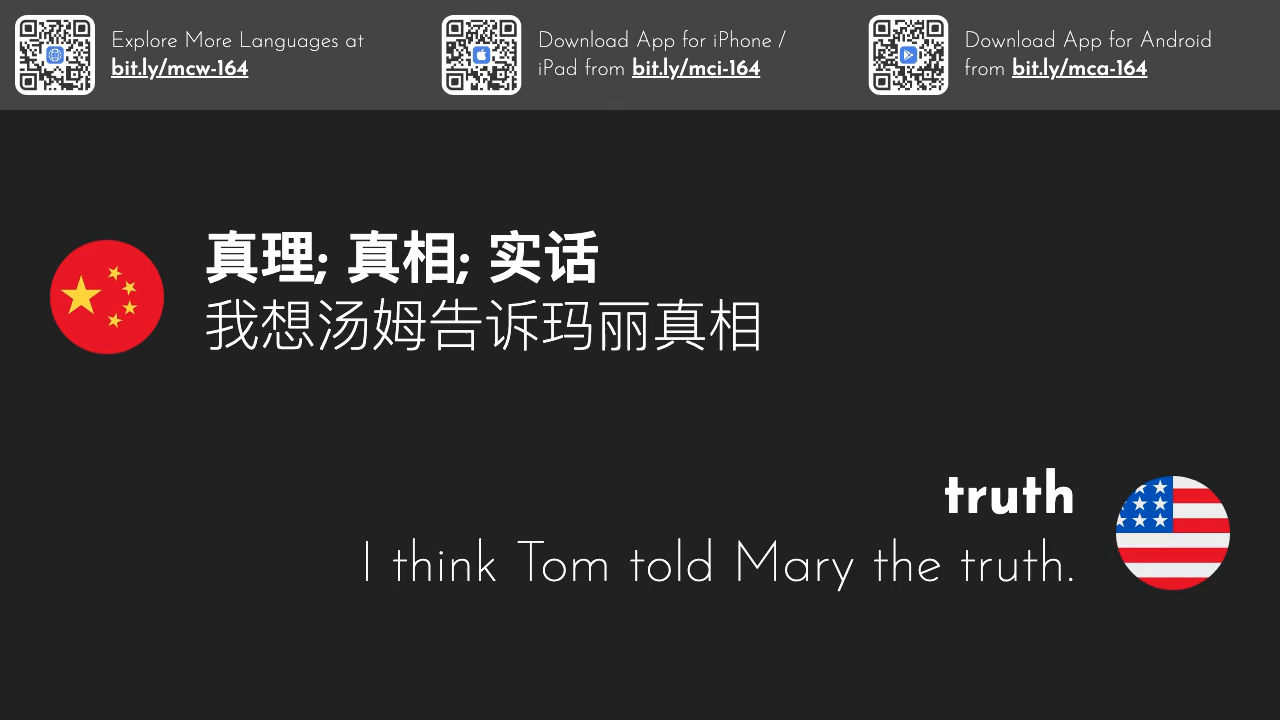 Explore More Languages at
bit.ly/mcw-164
Download App for iPhone /
iPad from bit.ly/mci-164
Download App for Android
from bit.ly/mca-164
真理; 真相; 实话
我想汤姆告诉玛丽真相
truth
I think Tom told Mary the truth.